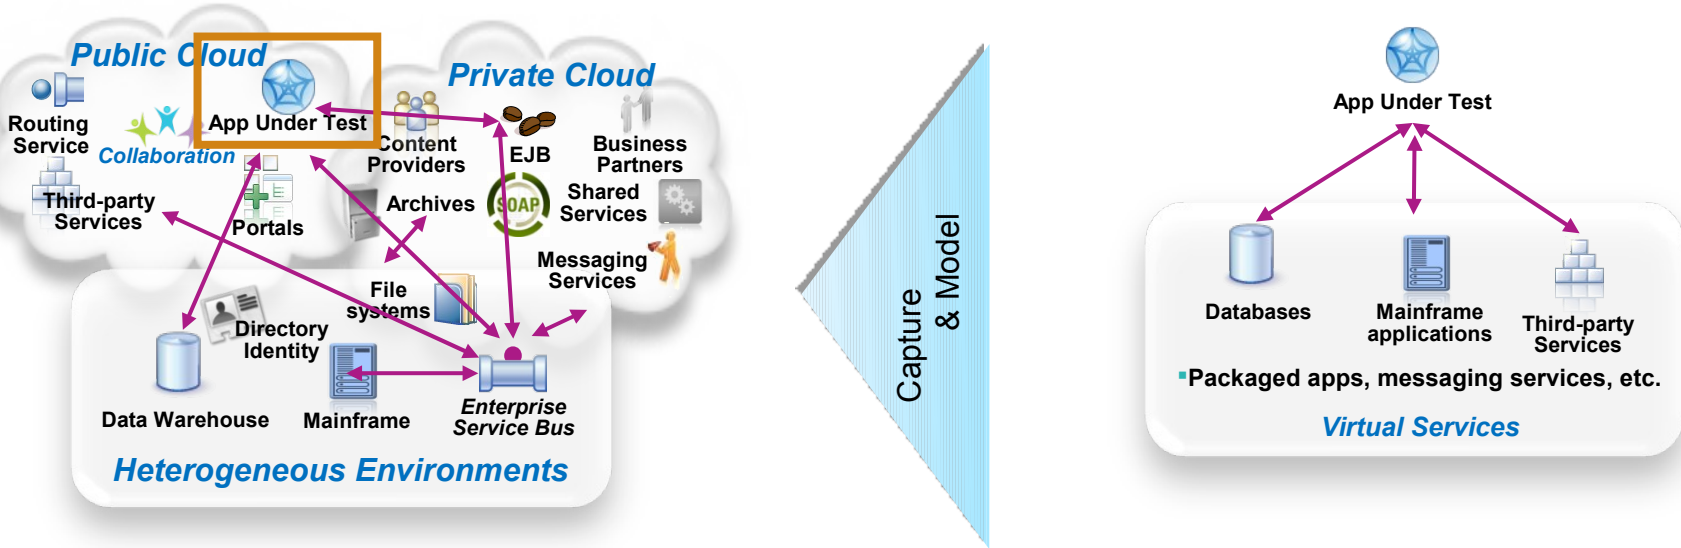 Public Cloud
Private Cloud
Routing
Service
Collaboration
App Under Test
Content
Providers
EJB
Business
Partners
Third-party
Services
Portals
Archives
SOAP
Shared
Services
Messaging
Services
File
systems
Directory
Identity
Data Warehouse
Mainframe
Enterprise
Service Bus
Heterogeneous Environments
Capture
& Model
App Under Test
Databases
Mainframe
applications
Third-party
Services
▪Packaged apps, messaging services, etc.
Virtual Services